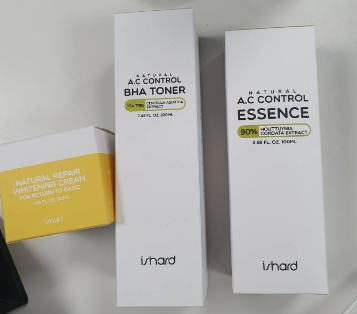 NATURAL
A.C CONTROL
BHA TONER
TEA TREE CENTELLA ASIATICA
EXTRACT
ishard
NATURAL
A.C CONTROL
ESSENCE
90% HOUTTUYNIA
CORDATA EXTRACT
ishard
NATURAL REPAIR
WHITENING CREAM
FOR RETURN TO BASIC
ishard